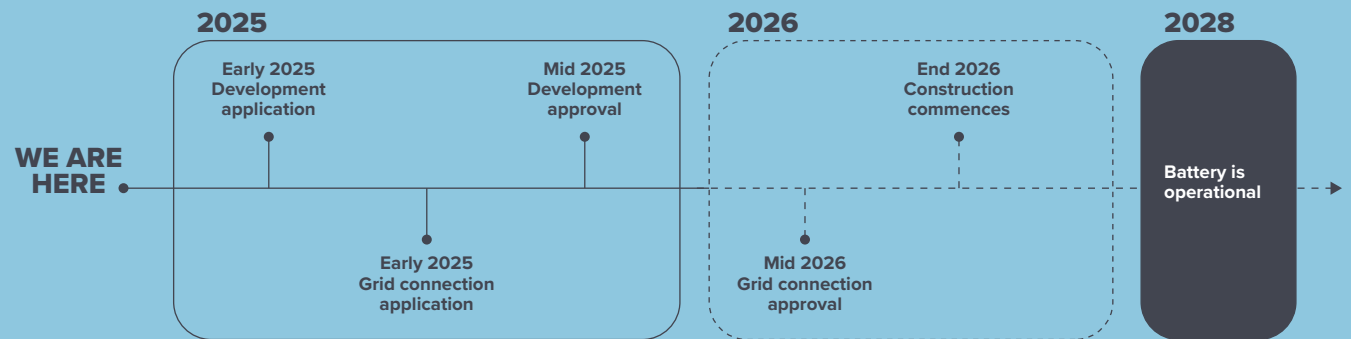 2025
2026
2028
Early 2025
Development
application
Mid 2025
Development
approval
End 2026
Construction
commences
WE ARE
HERE
Battery is
operational
Early 2025
Grid connection
application
Mid 2026
Grid connection
approval